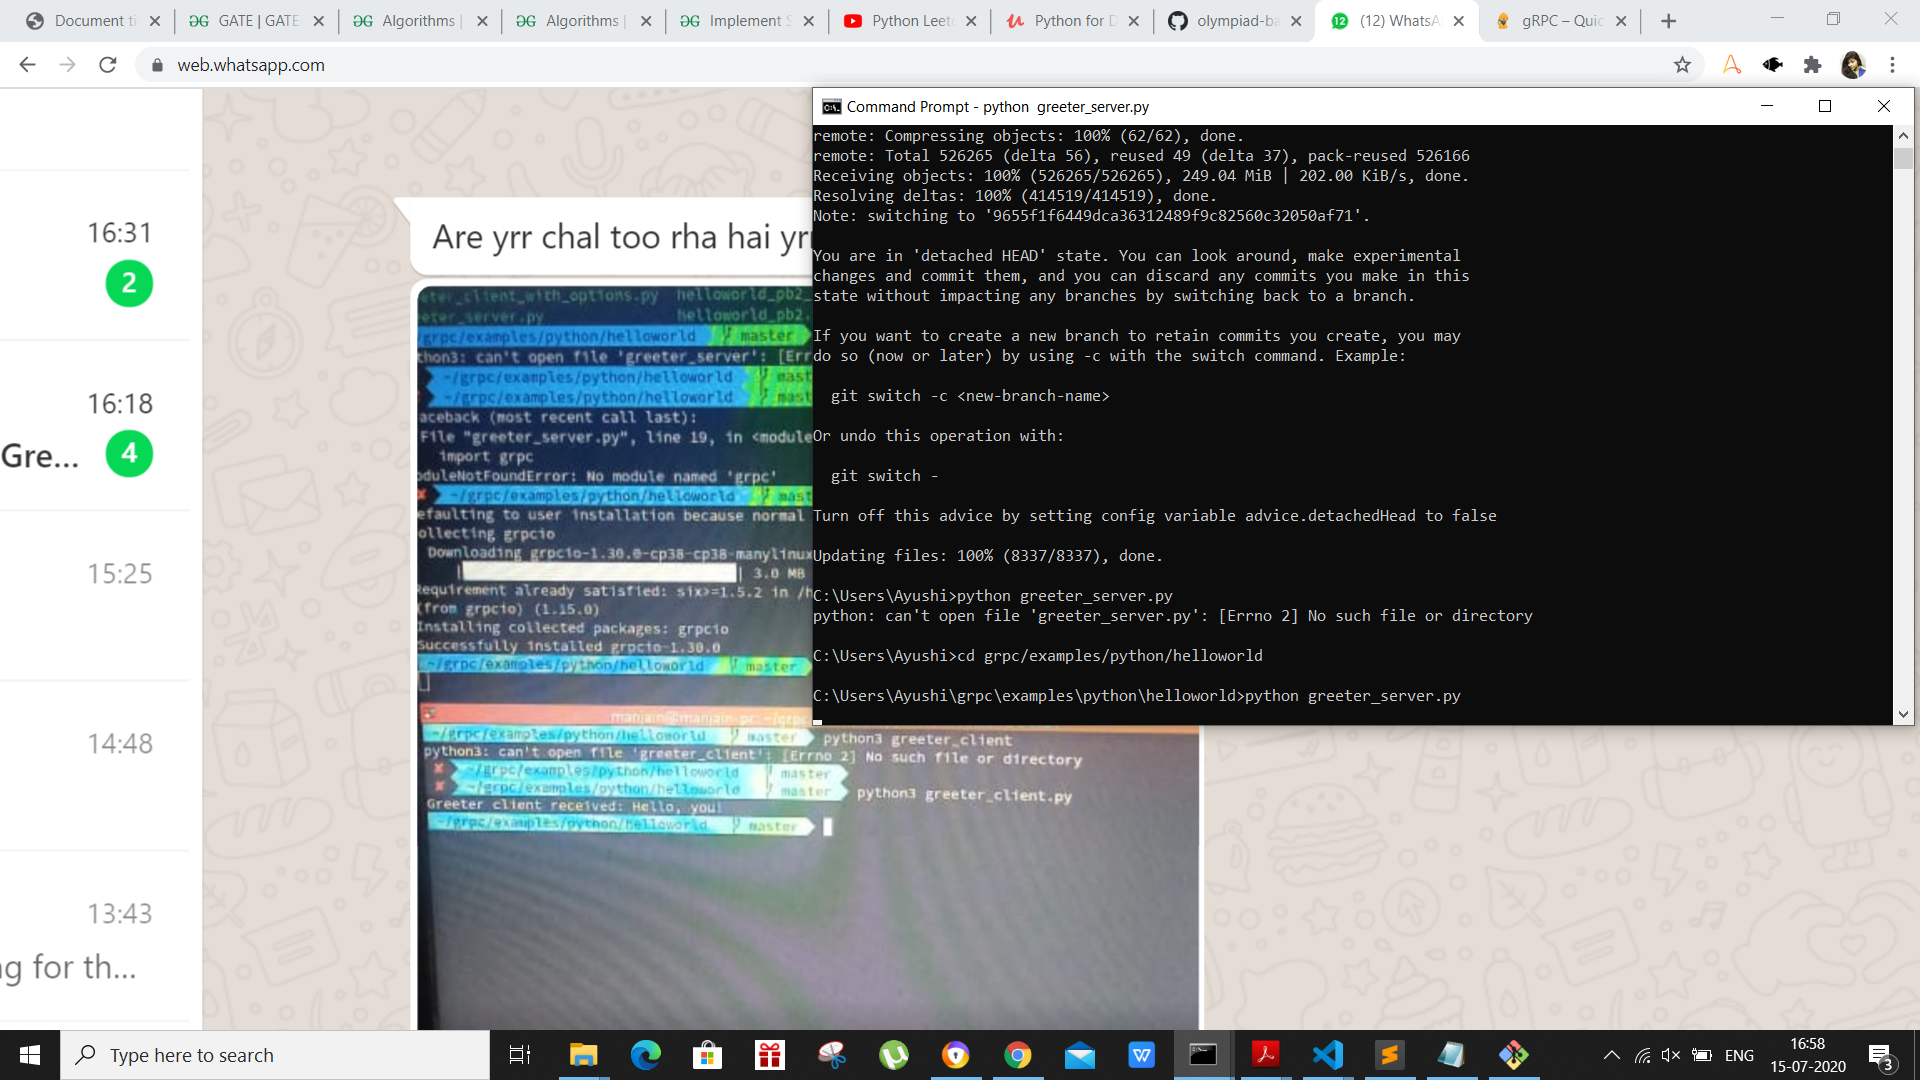 Document ti
GATE | GATE
Algorithms |
Algorithms |
Implement S
Python Leet
Python for D
olympiad-ba
(12) WhatsA
gRPC – Quic
web.whatsapp.com
16:31
2
16:18
Gre...
4
15:25
14:48
13:43
ng for th...
Are yrr chal too rha hai yrr
eter_client_with_options.py helloworld_pb2_
eter_server.py helloworld_pb2.
/grpc/examples/python/helloworld master
thon3: can't open file 'greeter_server': [Err
~/grpc/examples/python/helloworld mast
~/grpc/examples/python/helloworld mast
aceback (most recent call last):
File "greeter_server.py", line 19, in <module
import grpc
oduleNotFoundError: No module named 'grpc'
~/grpc/examples/python/helloworld mast
efaulting to user installation because normal
ollecting grpcio
Downloading grpcio-1.30.0-cp38-cp38-manylinux
3.0 MB
Requirement already satisfied: six>=1.5.2 in /h
(from grpcio) (1.15.0)
Installing collected packages: grpcio
Successfully installed grpcio-1.30.0
~/grpc/examples/python/helloworld master
manjain@manjain-pc ~/grpc
~/grpc/examples/python/helloworld master python3 greeter_client
python3: can't open file 'greeter_client': [Errno 2] No such file or directory
~/grpc/examples/python/helloworld master
~/grpc/examples/python/helloworld master python3 greeter_client.py
Greeter client received: Hello, you!
~/grpc/examples/python/helloworld master
Command Prompt - python greeter_server.py
remote: Compressing objects: 100% (62/62), done.
remote: Total 526265 (delta 56), reused 49 (delta 37), pack-reused 526166
Receiving objects: 100% (526265/526265), 249.04 MiB | 202.00 KiB/s, done.
Resolving deltas: 100% (414519/414519), done.
Note: switching to '9655f1f6449dca36312489f9c82560c32050af71'.
You are in 'detached HEAD' state. You can look around, make experimental
changes and commit them, and you can discard any commits you make in this
state without impacting any branches by switching back to a branch.
If you want to create a new branch to retain commits you create, you may
do so (now or later) by using -c with the switch command. Example:
git switch -c <new-branch-name>
Or undo this operation with:
git switch -
Turn off this advice by setting config variable advice.detachedHead to false
Updating files: 100% (8337/8337), done.
C:\Users\Ayushi>python greeter_server.py
python: can't open file 'greeter_server.py': [Errno 2] No such file or directory
C:\Users\Ayushi>cd grpc/examples/python/helloworld
C:\Users\Ayushi\grpc\examples\python\helloworld>python greeter_server.py
Type here to search
ENG
16:58
15-07-2020
3